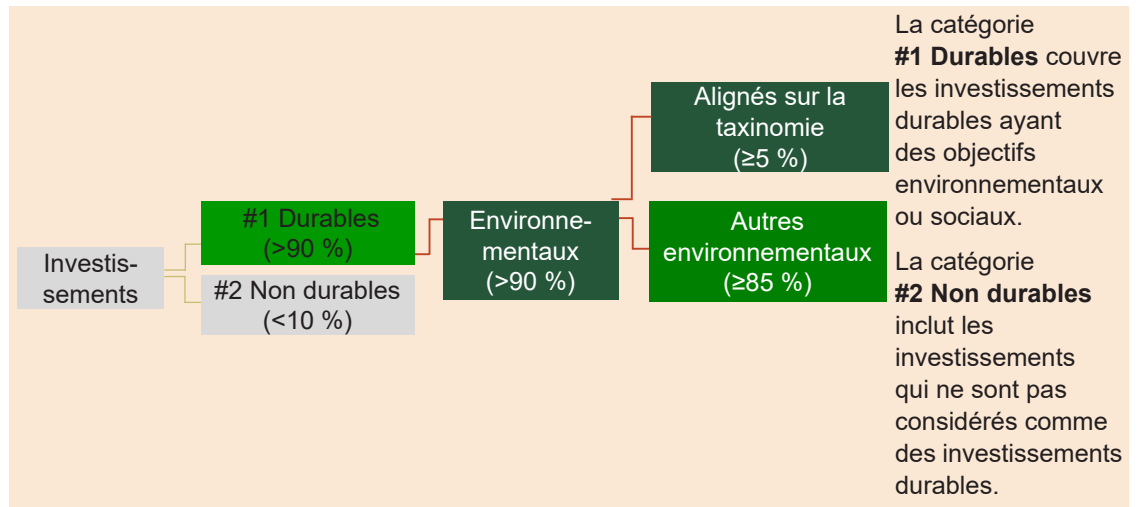 Investis-
sements
#1 Durables
(>90 %)
#2 Non durables
(<10 %)
Environne-
mentaux
(>90 %)
Alignés sur la
taxinomie
(≥5 %)
Autres
environnementaux
(≥85 %)
La catégorie
#1 Durables couvre
les investissements
durables ayant
des objectifs
environnementaux
ou sociaux.
La catégorie
#2 Non durables
inclut les
investissements
qui ne sont pas
considérés comme
des investissements
durables.